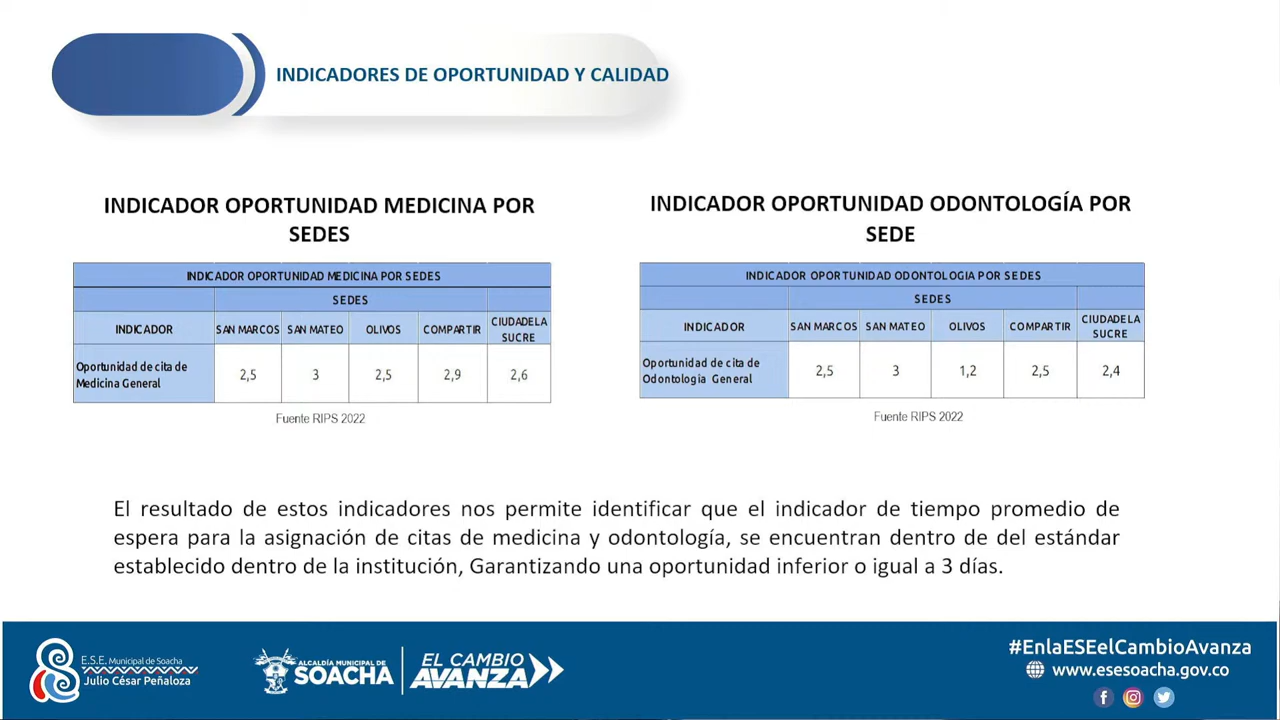 INDICADORES DE OPORTUNIDAD Y CALIDAD
INDICADOR OPORTUNIDAD MEDICINA POR
SEDES
INDICADOR OPORTUNIDAD MEDICINA POR SEDES
SEDES
INDICADOR SAN MARCOS SAN MATEO OLIVOS COMPARTIR CIUDADELA SUCRE
Oportunidad de cita de
Medicina General
2,5 3 2,5 2,9 2,6
Fuente RIPS 2022
INDICADOR OPORTUNIDAD ODONTOLOGÍA POR
SEDE
INDICADOR OPORTUNIDAD ODONTOLOGIA POR SEDES
SEDES
INDICADOR SAN MARCOS SAN MATEO OLIVOS COMPARTIR CIUDADELA SUCRE
Oportunidad de cita de
Odontologia General
2,5 3 1,2 2,5 2,4
Fuente RIPS 2022
El resultado de estos indicadores nos permite identificar que el indicador de tiempo promedio de
espera para la asignación de citas de medicina y odontología, se encuentran dentro de del estándar
establecido dentro de la institución, Garantizando una oportunidad inferior o igual a 3 días.
E.S.E. Municipal de Soacha
Julio César Peñaloza
ALCALDÍA MUNICIPAL DE
SOACHA
EL CAMBIO
AVANZA
#EnlaESEelCambioAvanza
www.esesoacha.gov.co